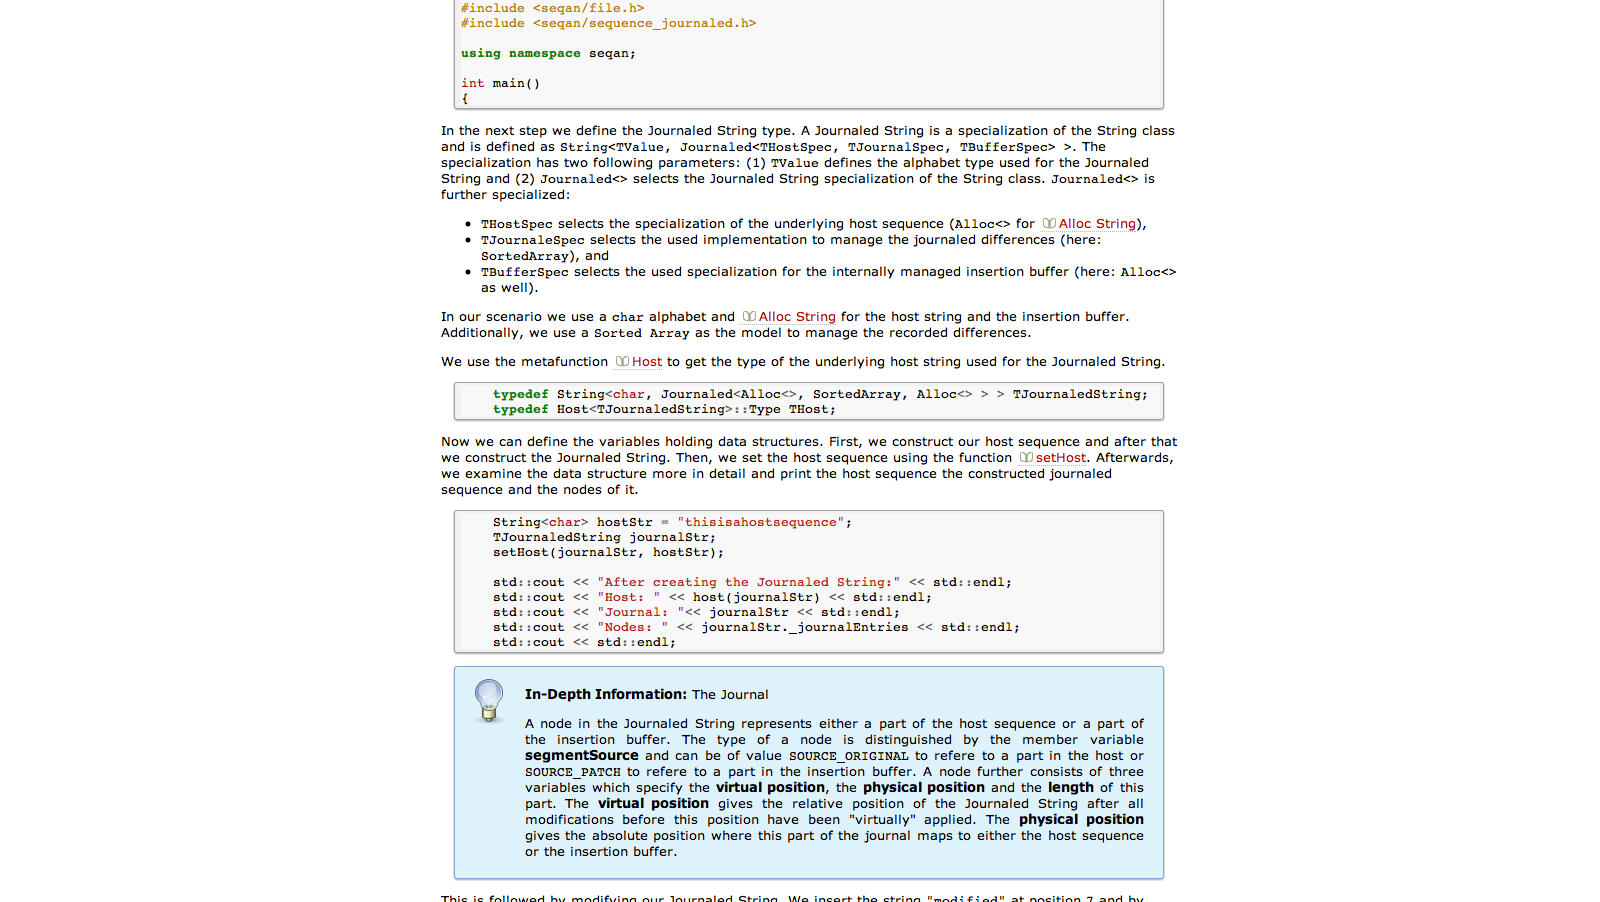 #include <seqan/file.h>
#include <seqan/sequence_journaled.h>
using namespace seqan;
int main()
{
In the next step we define the Journaled String type. A Journaled String is a specialization of the String class
and is defined as String<TValue, Journaled<THostSpec, TJournalSpec, TBufferSpec> >. The
specialization has two following parameters: (1) TValue defines the alphabet type used for the Journaled
String and (2) Journaled<> selects the Journaled String specialization of the String class. Journaled<> is
further specialized:
• THostSpec selects the specialization of the underlying host sequence (Alloc<> for Alloc String),
• TJournaleSpec selects the used implementation to manage the journaled differences (here:
SortedArray), and
• TBufferSpec selects the used specialization for the internally managed insertion buffer (here: Alloc<>
as well).
In our scenario we use a char alphabet and Alloc String for the host string and the insertion buffer.
Additionally, we use a Sorted Array as the model to manage the recorded differences.
We use the metafunction Host to get the type of the underlying host string used for the Journaled String.
typedef String<char, Journaled<Alloc<>, SortedArray, Alloc<> > > TJournaledString;
typedef Host<TJournaledString>::Type THost;
Now we can define the variables holding data structures. First, we construct our host sequence and after that
we construct the Journaled String. Then, we set the host sequence using the function setHost. Afterwards,
we examine the data structure more in detail and print the host sequence the constructed journaled
sequence and the nodes of it.
String<char> hostStr = "thisisahostsequence";
TJournaledString journalStr;
setHost(journalStr, hostStr);
std::cout << "After creating the Journaled String:" << std::endl;
std::cout << "Host: " << host(journalStr) << std::endl;
std::cout << "Journal: "<< journalStr << std::endl;
std::cout << "Nodes: " << journalStr._journalEntries << std::endl;
std::cout << std::endl;
In-Depth Information: The Journal
A node in the Journaled String represents either a part of the host sequence or a part of
the insertion buffer. The type of a node is distinguished by the member variable
segmentSource and can be of value SOURCE_ORIGINAL to refere to a part in the host or
SOURCE_PATCH to refere to a part in the insertion buffer. A node further consists of three
variables which specify the virtual position, the physical position and the length of this
part. The virtual position gives the relative position of the Journaled String after all
modifications before this position have been "virtually" applied. The physical position
gives the absolute position where this part of the journal maps to either the host sequence
or the insertion buffer.
This is followed by modifying our Journaled String. We insert the string "modified" at position 7 and by